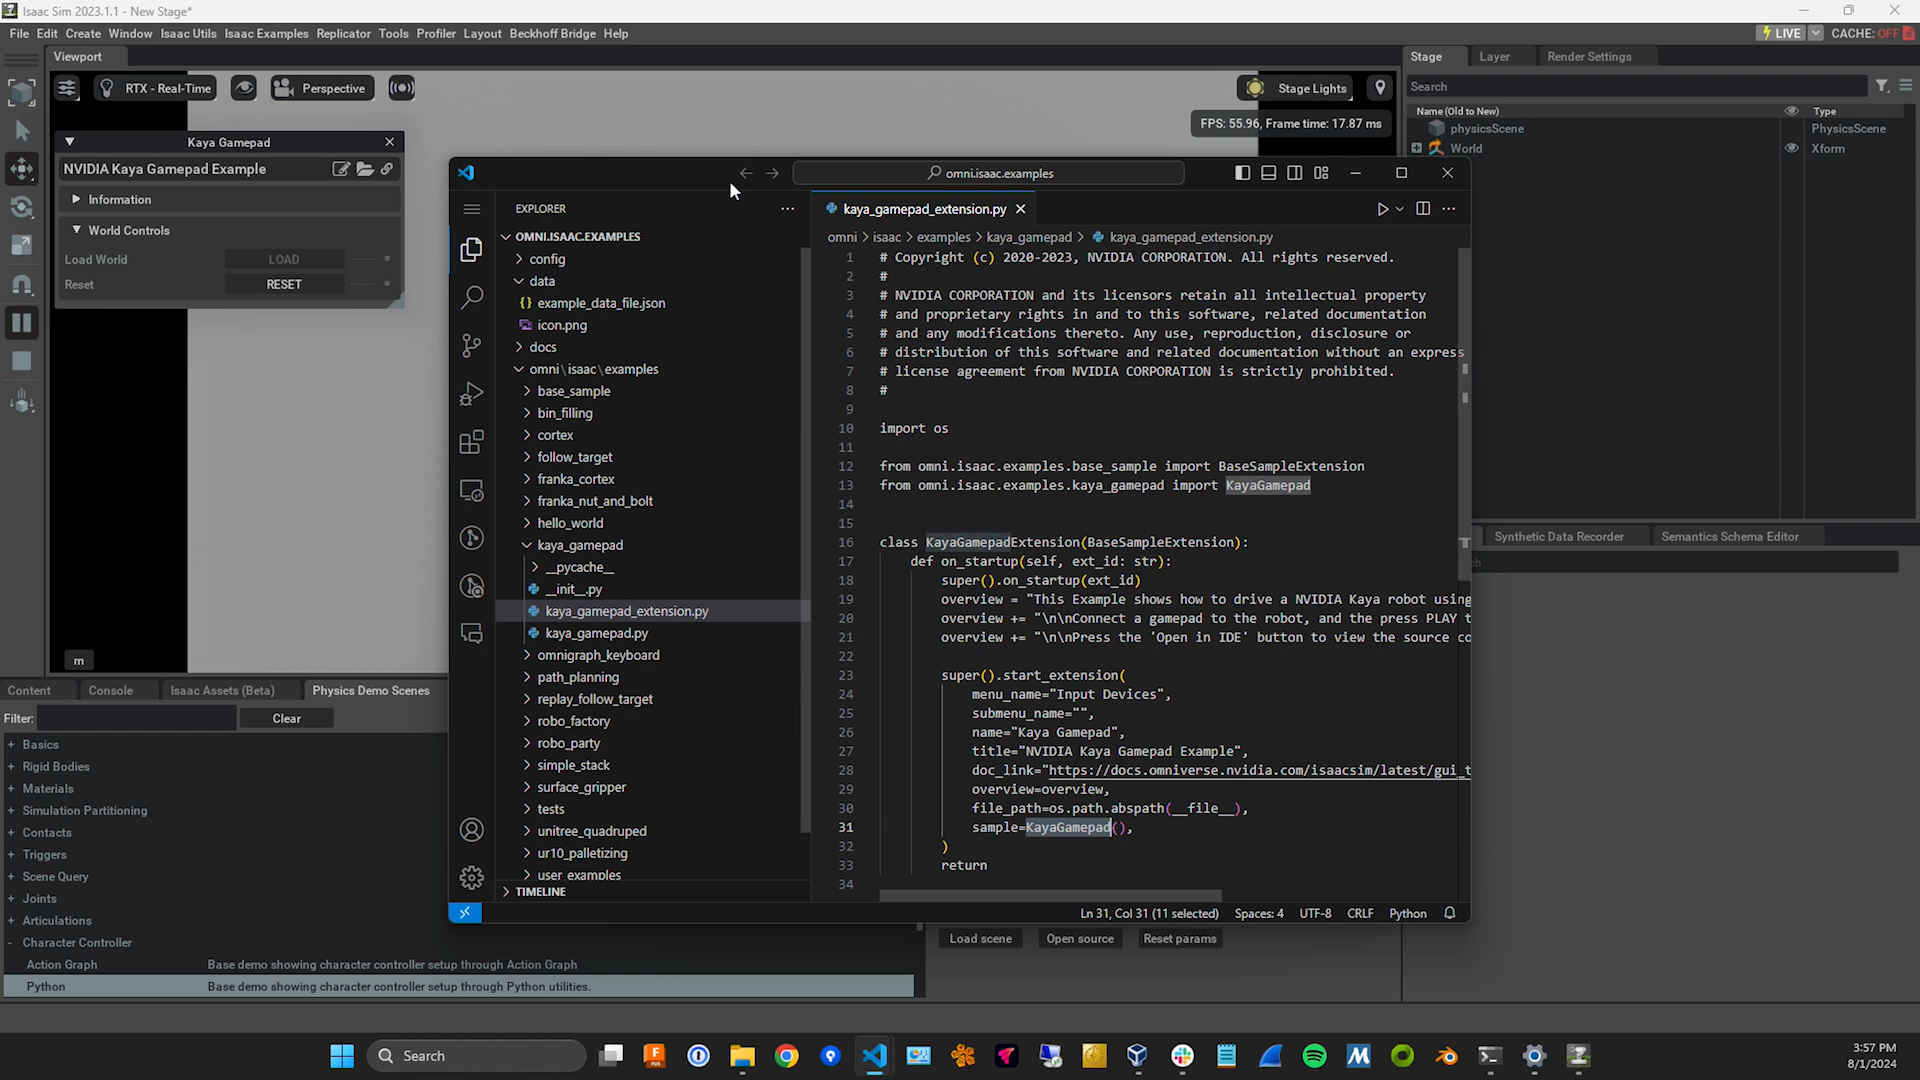 Isaac Sim 2023.1.1 - New Stage*
File Edit Create Window Isaac Utils Isaac Examples Replicator Tools Profiler Layout Beckhoff Bridge Help
LIVE CACHE: OFF
Viewport
RTX - Real-Time
Perspective
Stage Lights
FPS: 55.96, Frame time: 17.87 ms
Kaya Gamepad
NVIDIA Kaya Gamepad Example
Information
World Controls
Load World LOAD
Reset RESET
m
Stage Layer Render Settings
Search
Name (Old to New) Type
physicsScene PhysicsScene
World Xform
Synthetic Data Recorder Semantics Schema Editor
omni.isaac.examples
EXPLORER
OMNI.ISAAC.EXAMPLES
config
data
example_data_file.json
icon.png
docs
omni\isaac\examples
base_sample
bin_filling
cortex
follow_target
franka_cortex
franka_nut_and_bolt
hello_world
kaya_gamepad
__pycache__
__init__.py
kaya_gamepad_extension.py
kaya_gamepad.py
omnigraph_keyboard
path_planning
replay_follow_target
robo_factory
robo_party
simple_stack
surface_gripper
tests
unitree_quadruped
ur10_palletizing
user_examples
TIMELINE
kaya_gamepad_extension.py
omni > isaac > examples > kaya_gamepad > kaya_gamepad_extension.py
1 # Copyright (c) 2020-2023, NVIDIA CORPORATION. All rights reserved.
2 #
3 # NVIDIA CORPORATION and its licensors retain all intellectual property
4 # and proprietary rights in and to this software, related documentation
5 # and any modifications thereto. Any use, reproduction, disclosure or
6 # distribution of this software and related documentation without an express
7 # license agreement from NVIDIA CORPORATION is strictly prohibited.
8 #
9
10 import os
11
12 from omni.isaac.examples.base_sample import BaseSampleExtension
13 from omni.isaac.examples.kaya_gamepad import KayaGamepad
14
15
16 class KayaGamepadExtension(BaseSampleExtension):
17 def on_startup(self, ext_id: str):
18 super().on_startup(ext_id)
19 overview = "This Example shows how to drive a NVIDIA Kaya robot using
20 overview += "\n\nConnect a gamepad to the robot, and the press PLAY t
21 overview += "\n\nPress the 'Open in IDE' button to view the source co
22
23 super().start_extension(
24 menu_name="Input Devices",
25 submenu_name="",
26 name="Kaya Gamepad",
27 title="NVIDIA Kaya Gamepad Example",
28 doc_link="https://docs.omniverse.nvidia.com/isaacsim/latest/gui_t
29 overview=overview,
30 file_path=os.path.abspath(__file__),
31 sample=KayaGamepad(),
32 )
33 return
34
Ln 31, Col 31 (11 selected) Spaces: 4 UTF-8 CRLF Python
Content Console Isaac Assets (Beta) Physics Demo Scenes
Filter: Clear
+ Basics
+ Rigid Bodies
+ Materials
+ Simulation Partitioning
+ Contacts
+ Triggers
+ Scene Query
+ Joints
+ Articulations
- Character Controller
Action Graph Base demo showing character controller setup through Action Graph
Python Base demo showing character controller setup through Python utilities.
Load scene Open source Reset params
Search
3:57 PM
8/1/2024